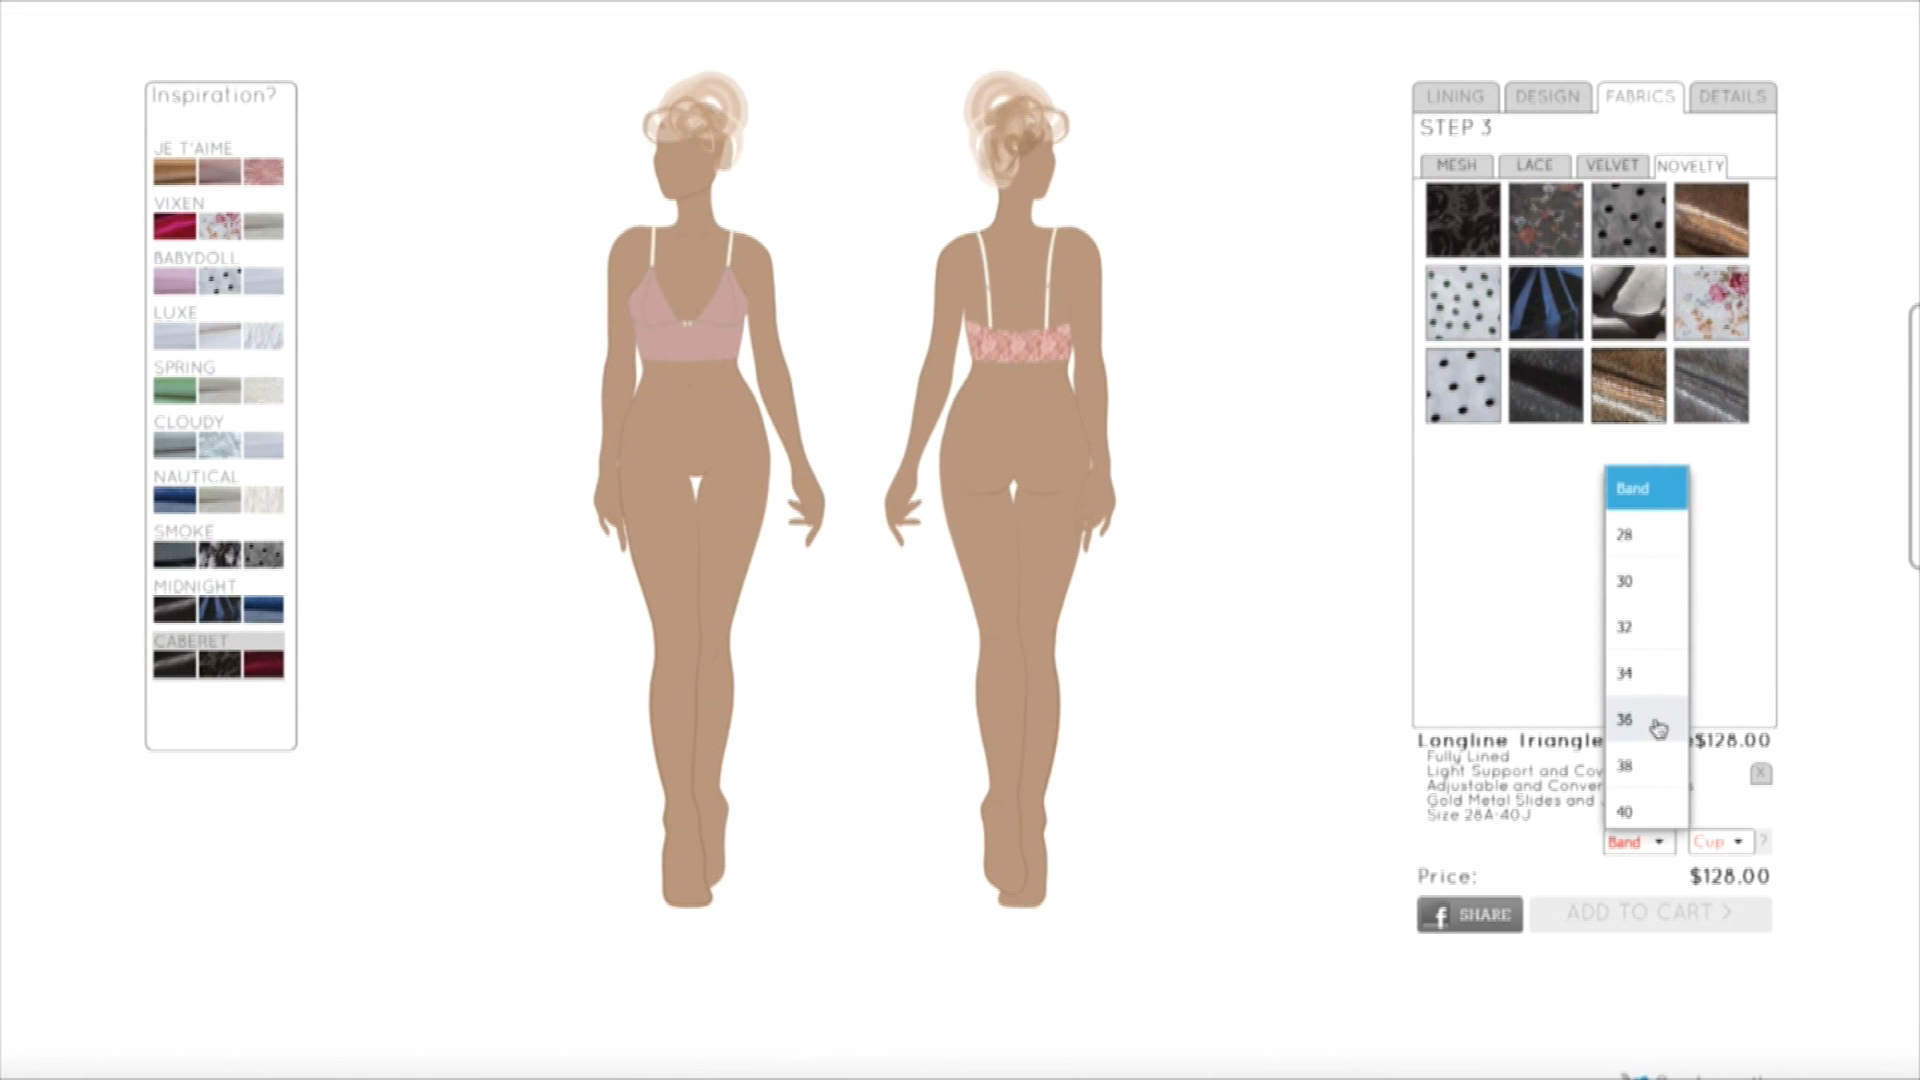 Inspiration?
JE T'AIME
VIXEN
BABYDOLL
LUXE
SPRING
CLOUDY
NAUTICAL
SMOKE
MIDNIGHT
CABERET
LINING DESIGN FABRICS DETAILS
STEP 3
MESH LACE VELVET NOVELTY
Band
28
30
32
34
36
38
40
Longline Triangle $128.00
Fully Lined
Light Support and Cov
X
Adjustable and Conver
Gold Metal Slides and
Size 28A-40J
Band Cup ?
Price: $128.00
f SHARE ADD TO CART >